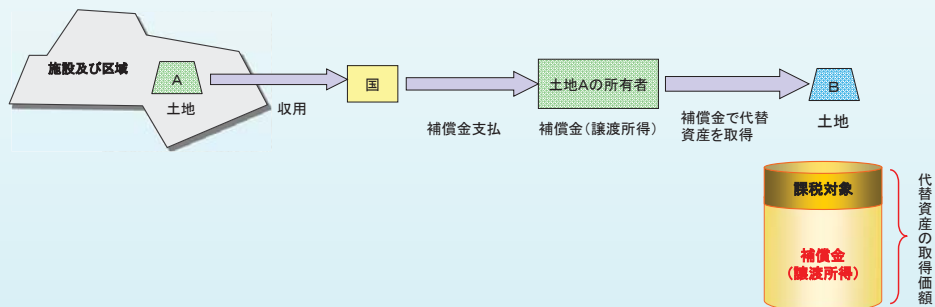 施設及び区域
A
土地
収用
国
補償金支払
土地Aの所有者
補償金(譲渡所得)
補償金で代替
資産を取得
B
土地
課税対象
補償金
(譲渡所得)
代替資産の取得価額